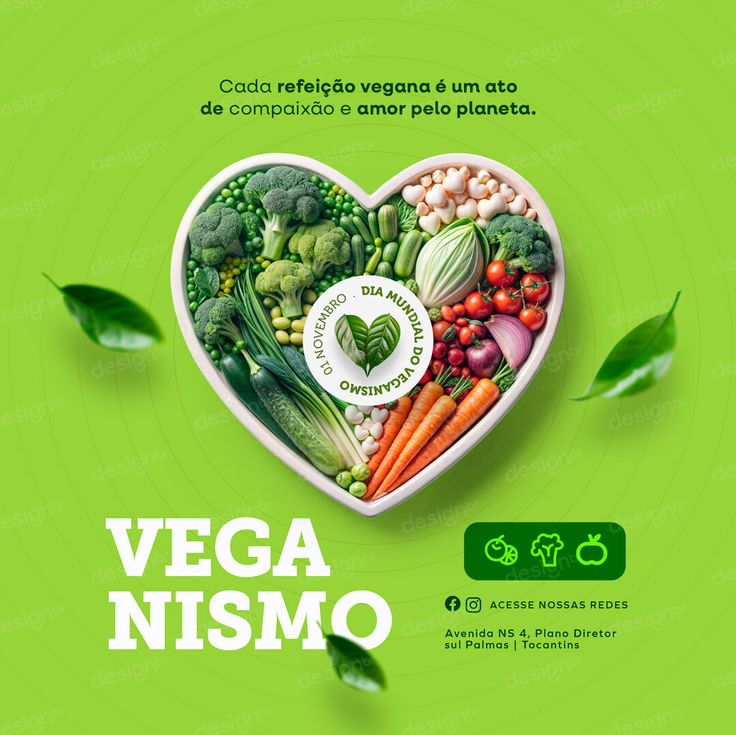 Cada refeição vegana é um ato
de compaixão e amor pelo planeta.
01 NOVEMBRO · DIA MUNDIAL DO VEGANISMO
VEGA
NISMO
ACESSE NOSSAS REDES
Avenida NS 4, Plano Diretor
sul Palmas | Tocantins
designbr